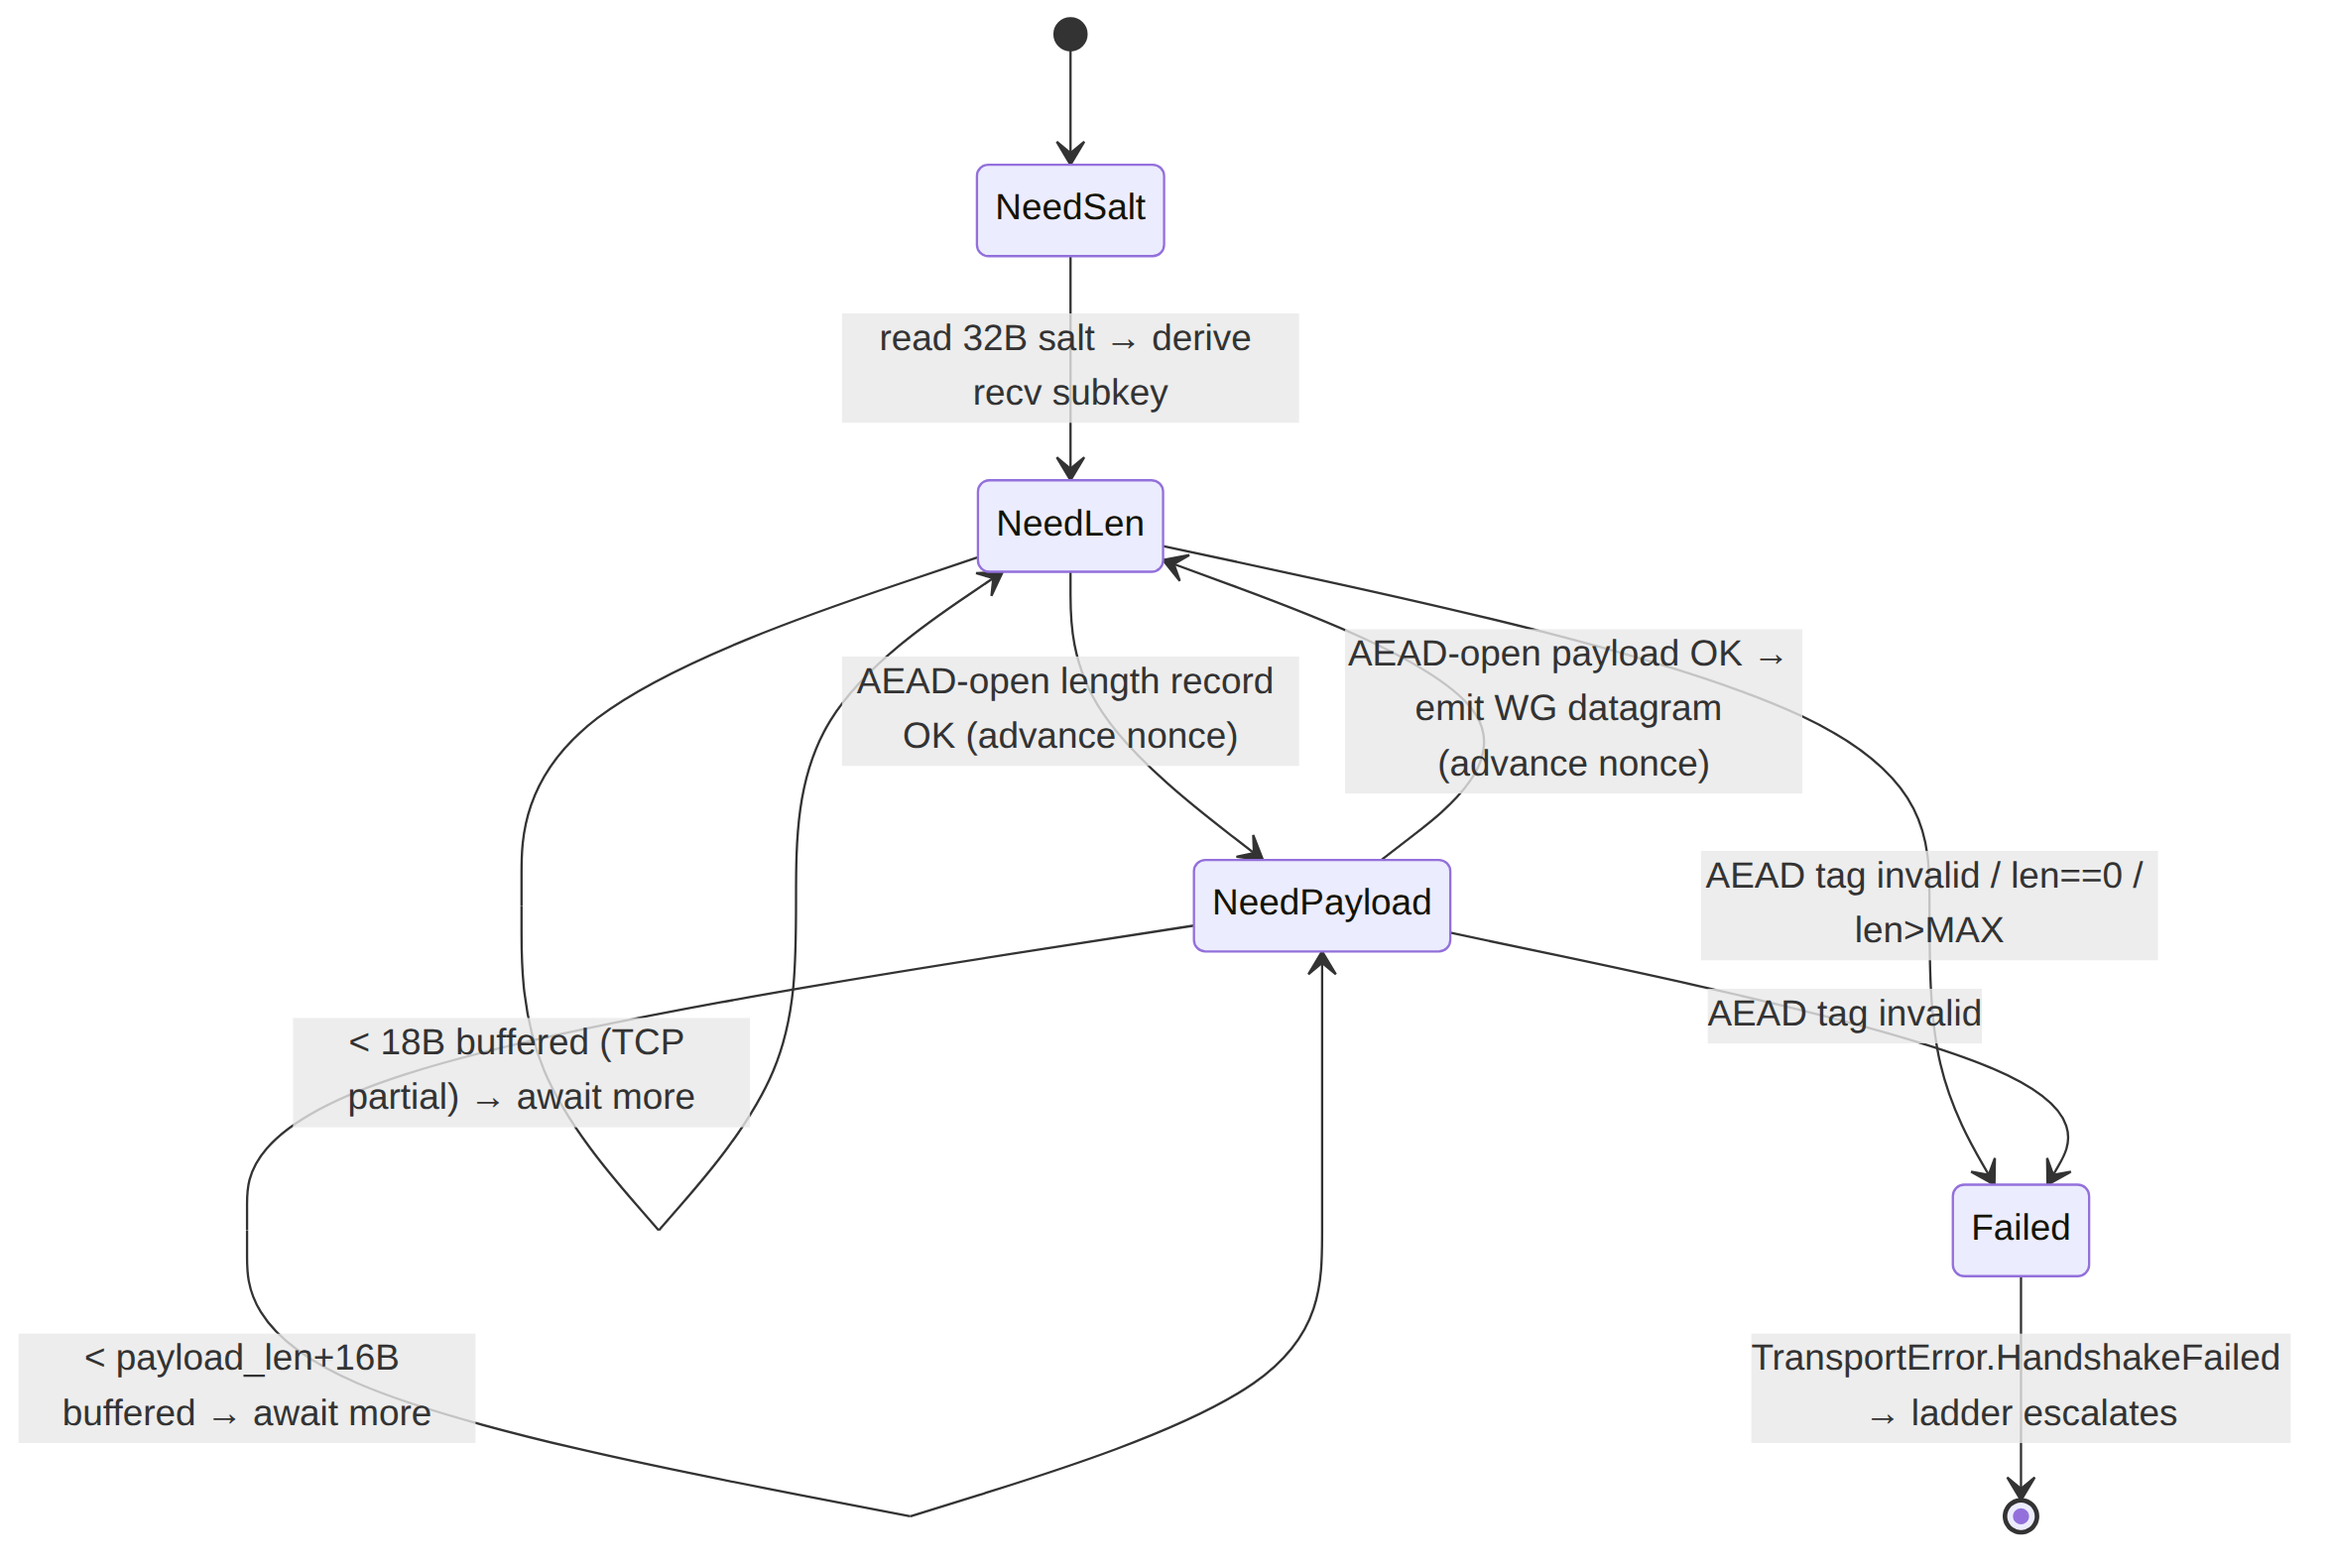 NeedSalt
read 32B salt → derive
recv subkey
NeedLen
AEAD-open length record
OK (advance nonce)
AEAD-open payload OK →
emit WG datagram
(advance nonce)
NeedPayload
AEAD tag invalid / len==0 /
len>MAX
AEAD tag invalid
< 18B buffered (TCP
partial) → await more
Failed
< payload_len+16B
buffered → await more
TransportError.HandshakeFailed
→ ladder escalates